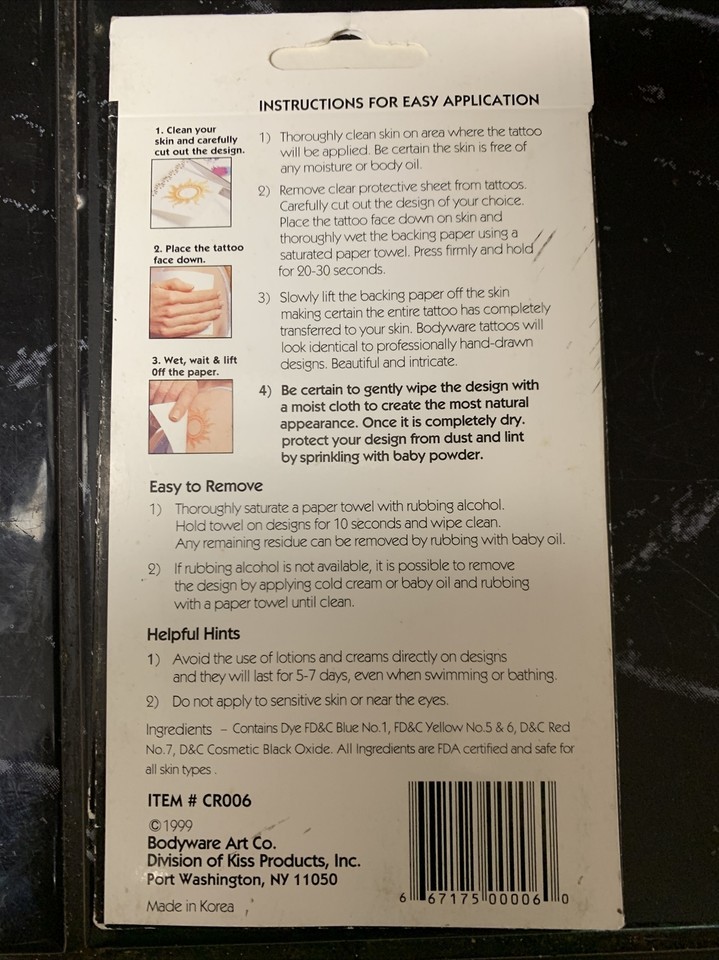 INSTRUCTIONS FOR EASY APPLICATION
1. Clean your
skin and carefully
cut out the design.
2. Place the tattoo
face down.
3. Wet, wait & lift
Off the paper.
1) Thoroughly clean skin on area where the tattoo
will be applied. Be certain the skin is free of
any moisture or body oil.
2) Remove clear protective sheet from tattoos.
Carefully cut out the design of your choice.
Place the tattoo face down on skin and
thoroughly wet the backing paper using a
saturated paper towel. Press firmly and hold
for 20-30 seconds.
3) Slowly lift the backing paper off the skin
making certain the entire tattoo has completely
transferred to your skin. Bodyware tattoos will
look identical to professionally hand-drawn
designs. Beautiful and intricate.
4) Be certain to gently wipe the design with
a moist cloth to create the most natural
appearance. Once it is completely dry.
protect your design from dust and lint
by sprinkling with baby powder.
Easy to Remove
1) Thoroughly saturate a paper towel with rubbing alcohol.
Hold towel on designs for 10 seconds and wipe clean.
Any remaining residue can be removed by rubbing with baby oil.
2) If rubbing alcohol is not available, it is possible to remove
the design by applying cold cream or baby oil and rubbing
with a paper towel until clean.
Helpful Hints
1) Avoid the use of lotions and creams directly on designs
and they will last for 5-7 days, even when swimming or bathing.
2) Do not apply to sensitive skin or near the eyes.
Ingredients - Contains Dye FD&C Blue No.1, FD&C Yellow No.5 & 6, D&C Red
No.7, D&C Cosmetic Black Oxide. All Ingredients are FDA certified and safe for
all skin types .
ITEM # CR006
©1999
Bodyware Art Co.
Division of Kiss Products, Inc.
Port Washington, NY 11050
Made in Korea
6 67175 00006 0